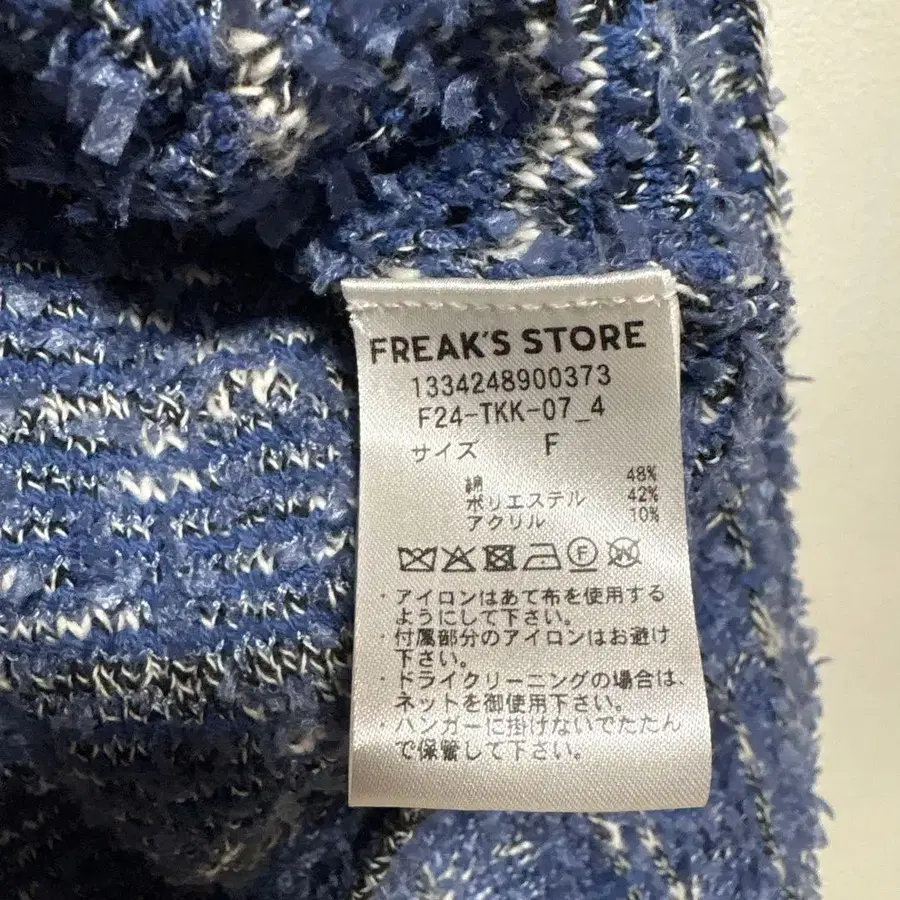 FREAK'S STORE
1334248900373
F24-TKK-07_4
サイズ F
綿 48%
ポリエステル 42%
アクリル 10%
P W
・アイロンはあて布を使用する
ようにして下さい。
・付属部分のアイロンはお避け
下さい。
・ドライクリーニングの場合は、
ネットを御使用下さい。
・ハンガーに掛けないでたたん
で保管して下さい。